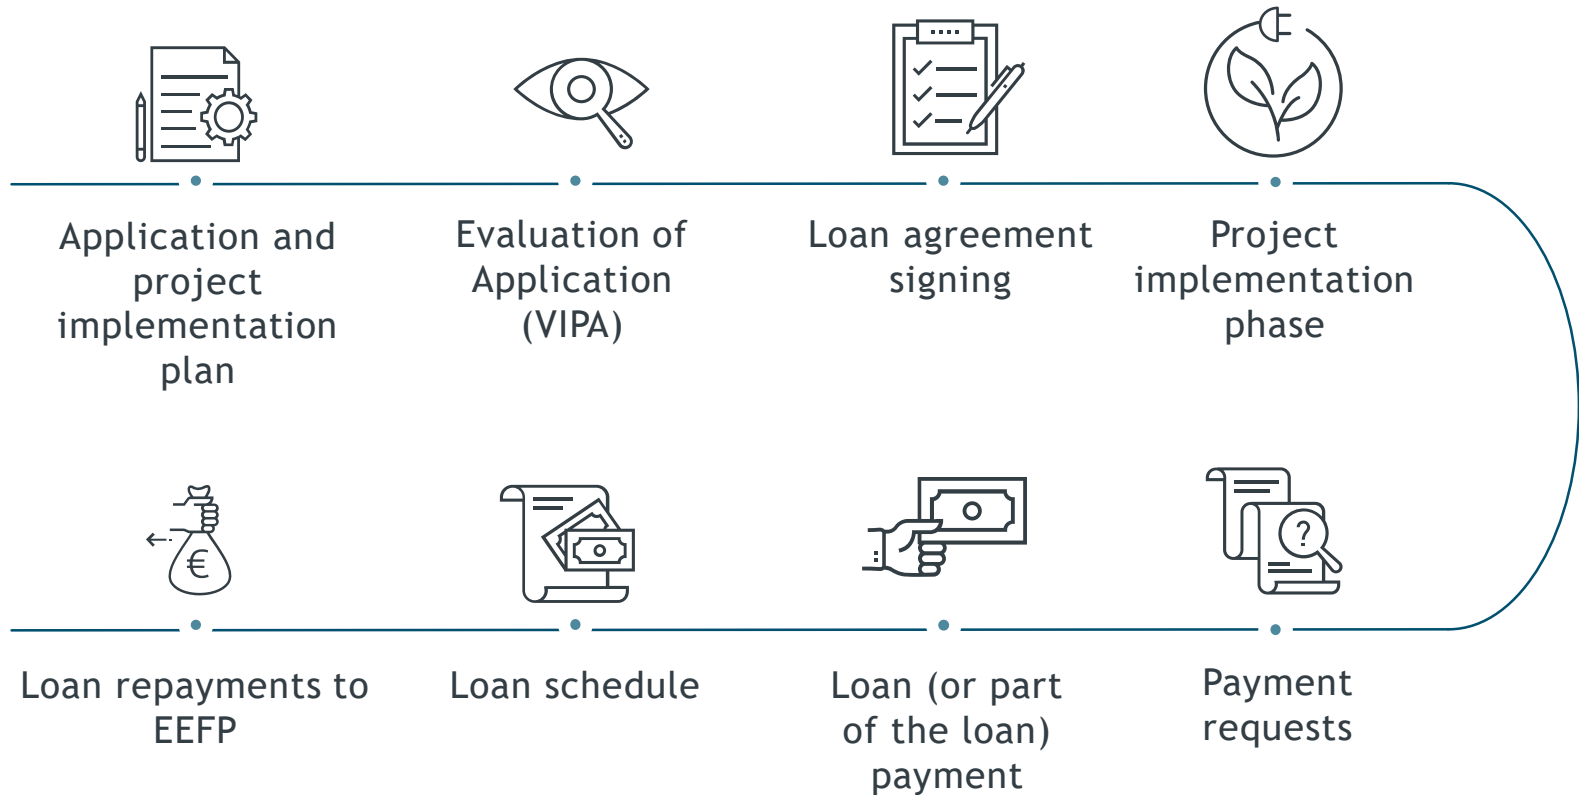 Application and
project
implementation
plan
Evaluation of
Application
(VIPA)
Loan agreement
signing
Project
implementation
phase
?
Payment
requests
Loan (or part
of the loan)
payment
Loan schedule
€
Loan repayments to
EEFP